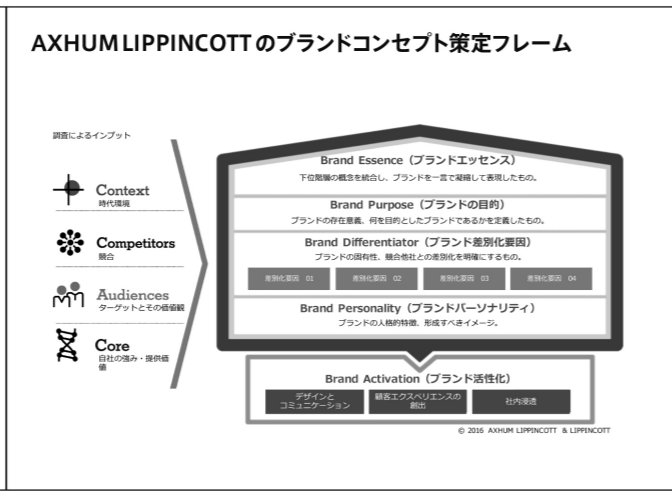 AXHUM LIPPINCOTT のブランドコンセプト策定フレーム
調査によるインプット
Context
時代環境
Competitors
競合
Audiences
ターゲットとその価値観
Core
自社の強み・提供価
値
Brand Essence（ブランドエッセンス）
下位階層の概念を統合し、ブランドを一言で凝縮して表現したもの。
Brand Purpose（ブランドの目的）
ブランドの存在意義、何を目的としたブランドであるかを定義したもの。
Brand Differentiator（ブランド差別化要因）
ブランドの固有性、競合他社との差別化を明確にするもの。
差別化要因 01
差別化要因 02
差別化要因 03
差別化要因 04
Brand Personality（ブランドパーソナリティ）
ブランドの人格的特徴、形成すべきイメージ。
Brand Activation（ブランド活性化）
デザインと
コミュニケーション
顧客エクスペリエンスの
創出
社内浸透
© 2016 AXHUM LIPPINCOTT & LIPPINCOTT